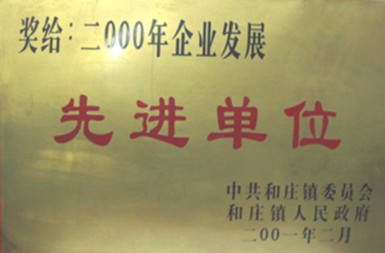 奖给：二000年企业发展
先进单位
中共和庄镇委员会
和庄镇人民政府
二00一年二月